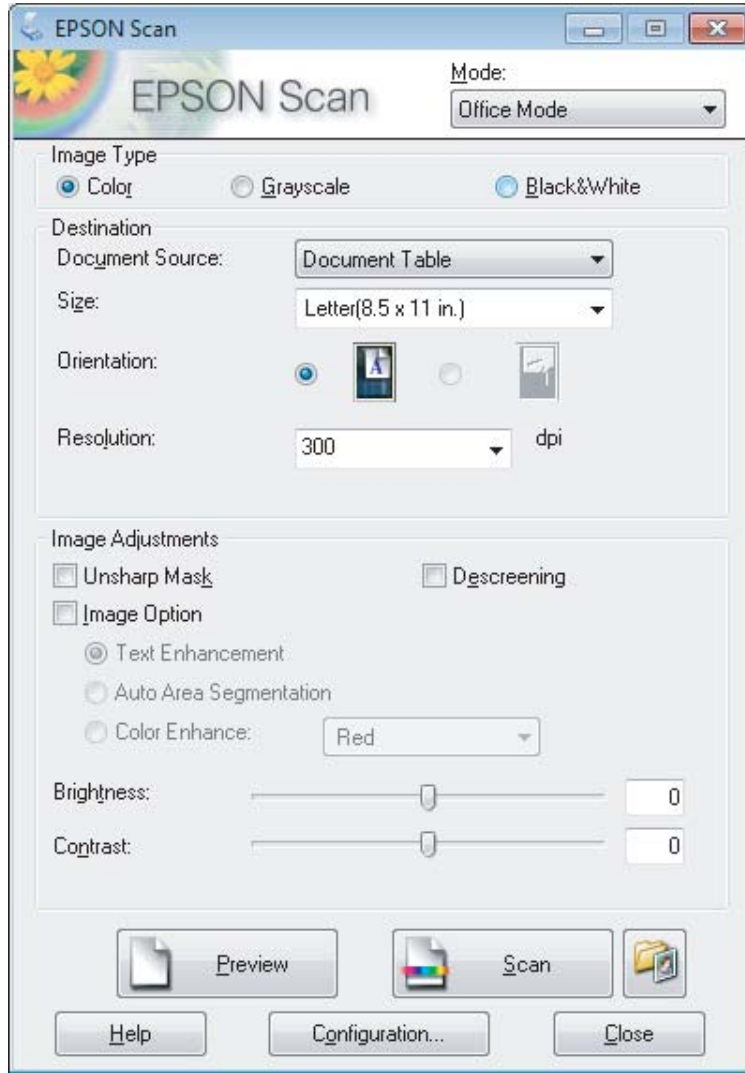 EPSON Scan
EPSON Scan
Mode:
Office Mode
Image Type
Color Grayscale Black&White
Destination
Document Source: Document Table
Size: Letter(8.5 x 11 in.)
Orientation: A
Resolution: 300 dpi
Image Adjustments
Unsharp Mask Descreening
Image Option
Text Enhancement
Auto Area Segmentation
Color Enhance: Red
Brightness: 0
Contrast: 0
Preview Scan
Help Configuration... Close